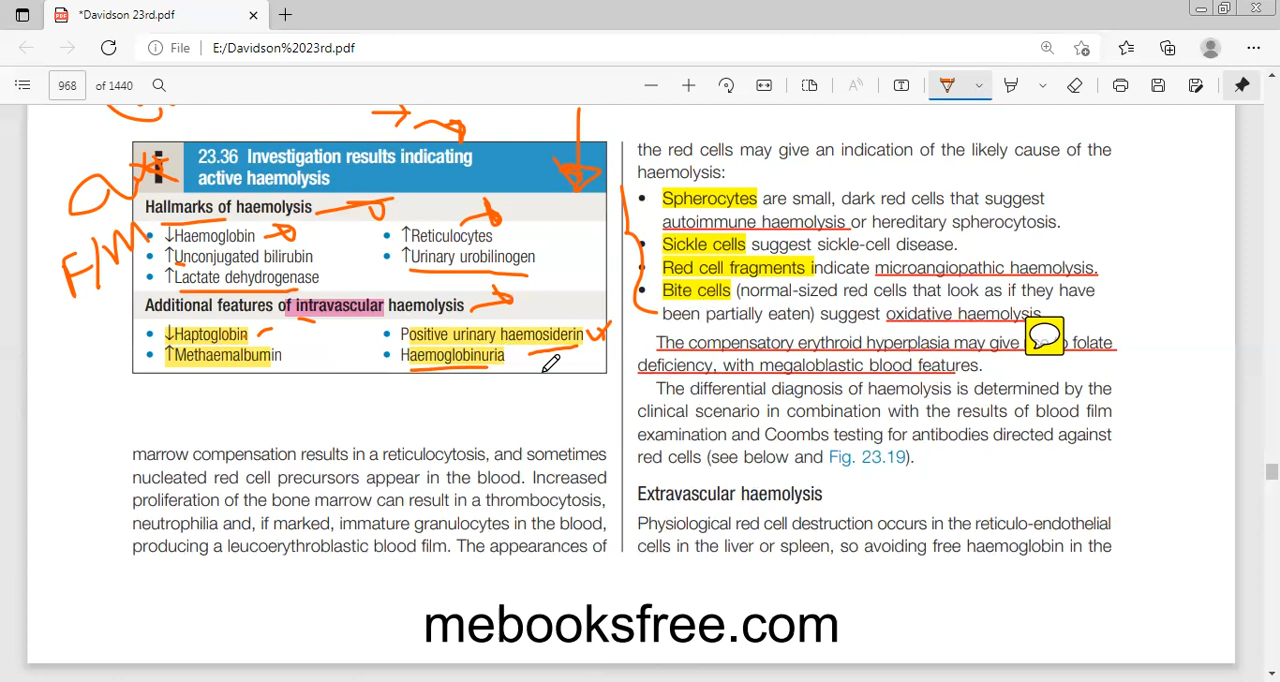 *Davidson 23rd.pdf
File
E:/Davidson%2023rd.pdf
968
of 1440
23.36 Investigation results indicating
active haemolysis
Hallmarks of haemolysis
↓Haemoglobin
↑Unconjugated bilirubin
↑Lactate dehydrogenase
↑Reticulocytes
↑Urinary urobilinogen
Additional features of intravascular haemolysis
↓Haptoglobin
↑Methaemalbumin
Positive urinary haemosiderin
Haemoglobinuria
F/M
marrow compensation results in a reticulocytosis, and sometimes
nucleated red cell precursors appear in the blood. Increased
proliferation of the bone marrow can result in a thrombocytosis,
neutrophilia and, if marked, immature granulocytes in the blood,
producing a leucoerythroblastic blood film. The appearances of
the red cells may give an indication of the likely cause of the
haemolysis:
• Spherocytes are small, dark red cells that suggest
autoimmune haemolysis or hereditary spherocytosis.
• Sickle cells suggest sickle-cell disease.
• Red cell fragments indicate microangiopathic haemolysis.
• Bite cells (normal-sized red cells that look as if they have
been partially eaten) suggest oxidative haemolysis.
The compensatory erythroid hyperplasia may give folate
deficiency, with megaloblastic blood features.
The differential diagnosis of haemolysis is determined by the
clinical scenario in combination with the results of blood film
examination and Coombs testing for antibodies directed against
red cells (see below and Fig. 23.19).
Extravascular haemolysis
Physiological red cell destruction occurs in the reticulo-endothelial
cells in the liver or spleen, so avoiding free haemoglobin in the
mebooksfree.com